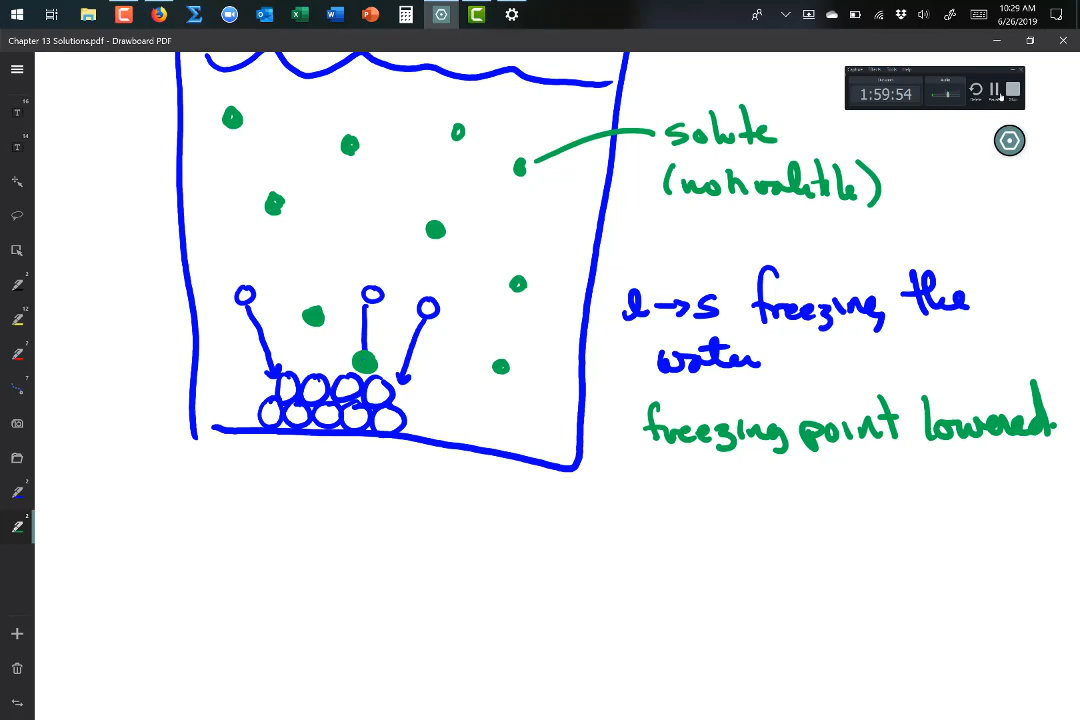 10:29 AM
6/26/2019
Chapter 13 Solutions.pdf - Drawboard PDF
1:59:54
solute
(nonvolatile)
l → s freezing, the
water
freezing point lowered.